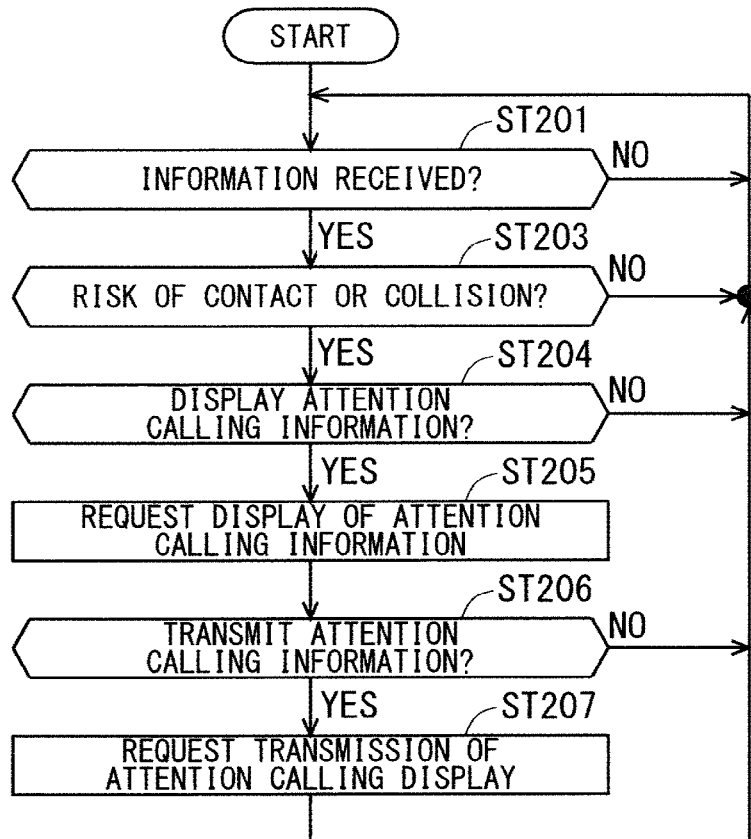 START
ST201
INFORMATION RECEIVED?
NO
YES
ST203
RISK OF CONTACT OR COLLISION?
NO
YES
ST204
DISPLAY ATTENTION
CALLING INFORMATION?
NO
YES
ST205
REQUEST DISPLAY OF ATTENTION
CALLING INFORMATION
ST206
TRANSMIT ATTENTION
CALLING INFORMATION?
NO
YES
ST207
REQUEST TRANSMISSION OF
ATTENTION CALLING DISPLAY